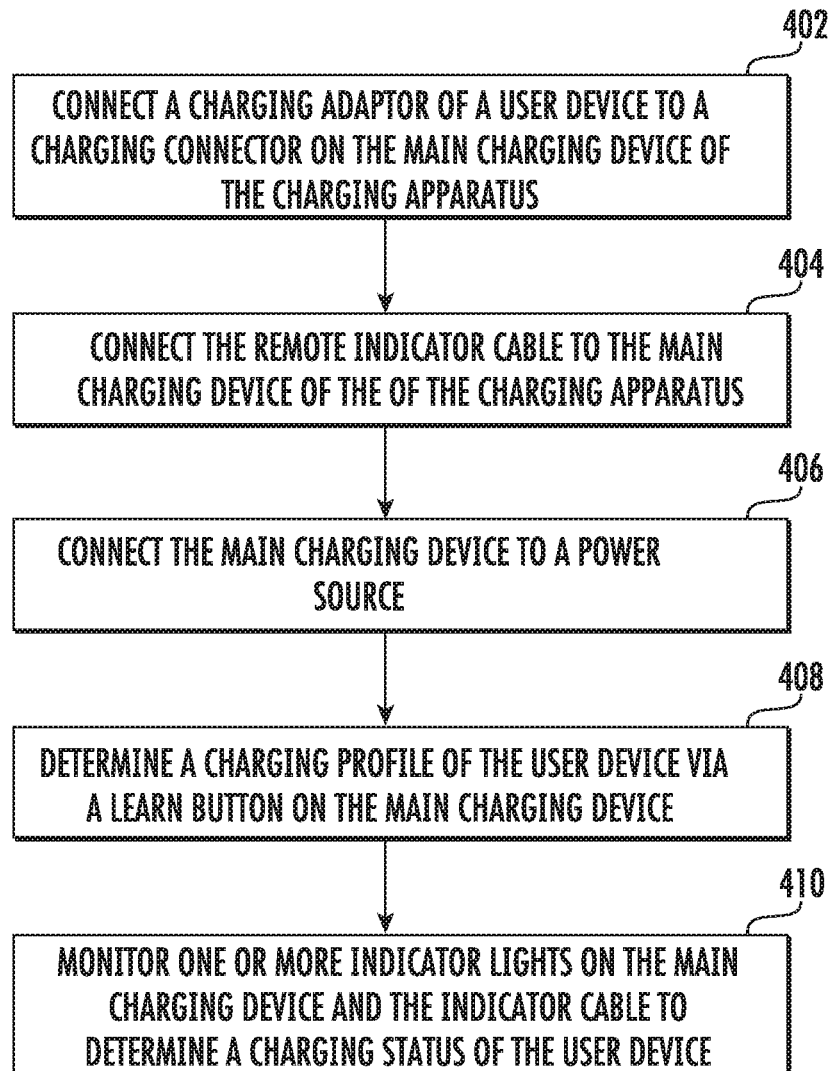 402
CONNECT A CHARGING ADAPTOR OF A USER DEVICE TO A
CHARGING CONNECTOR ON THE MAIN CHARGING DEVICE OF
THE CHARGING APPARATUS
404
CONNECT THE REMOTE INDICATOR CABLE TO THE MAIN
CHARGING DEVICE OF THE OF THE CHARGING APPARATUS
406
CONNECT THE MAIN CHARGING DEVICE TO A POWER
SOURCE
408
DETERMINE A CHARGING PROFILE OF THE USER DEVICE VIA
A LEARN BUTTON ON THE MAIN CHARGING DEVICE
410
MONITOR ONE OR MORE INDICATOR LIGHTS ON THE MAIN
CHARGING DEVICE AND THE INDICATOR CABLE TO
DETERMINE A CHARGING STATUS OF THE USER DEVICE